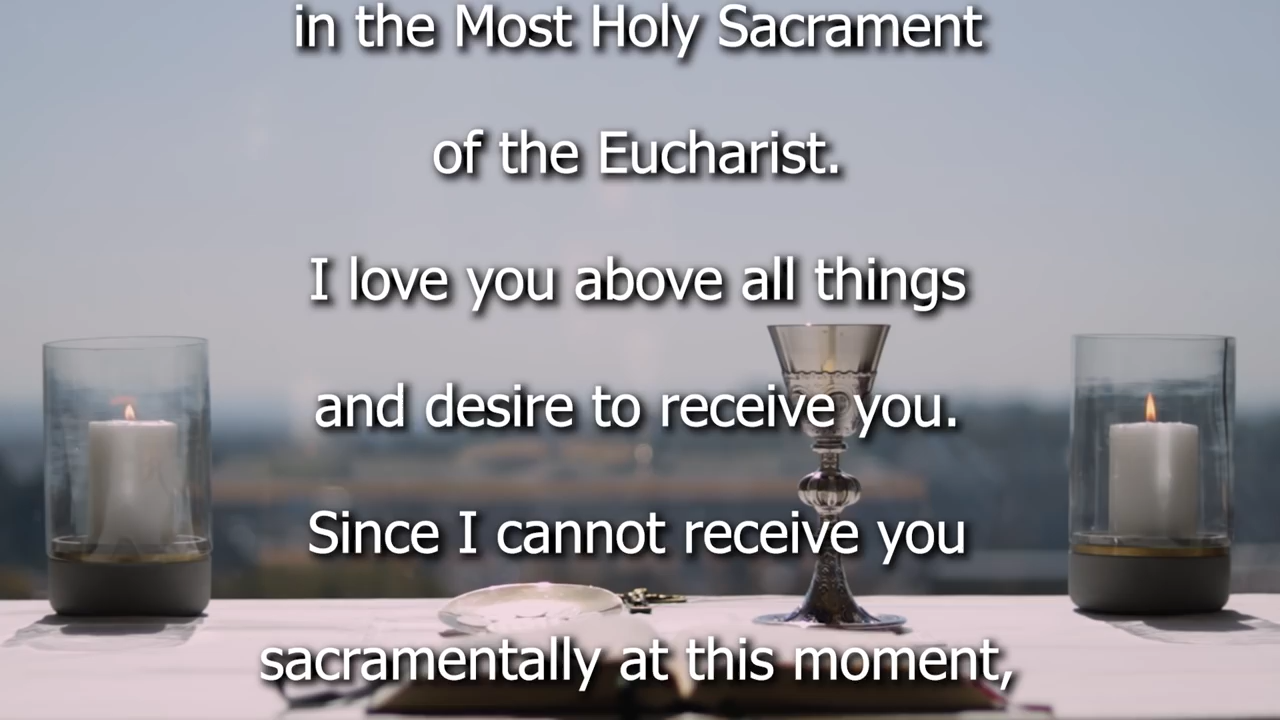 in the Most Holy Sacrament
of the Eucharist.
I love you above all things
and desire to receive you.
Since I cannot receive you
sacramentally at this moment,